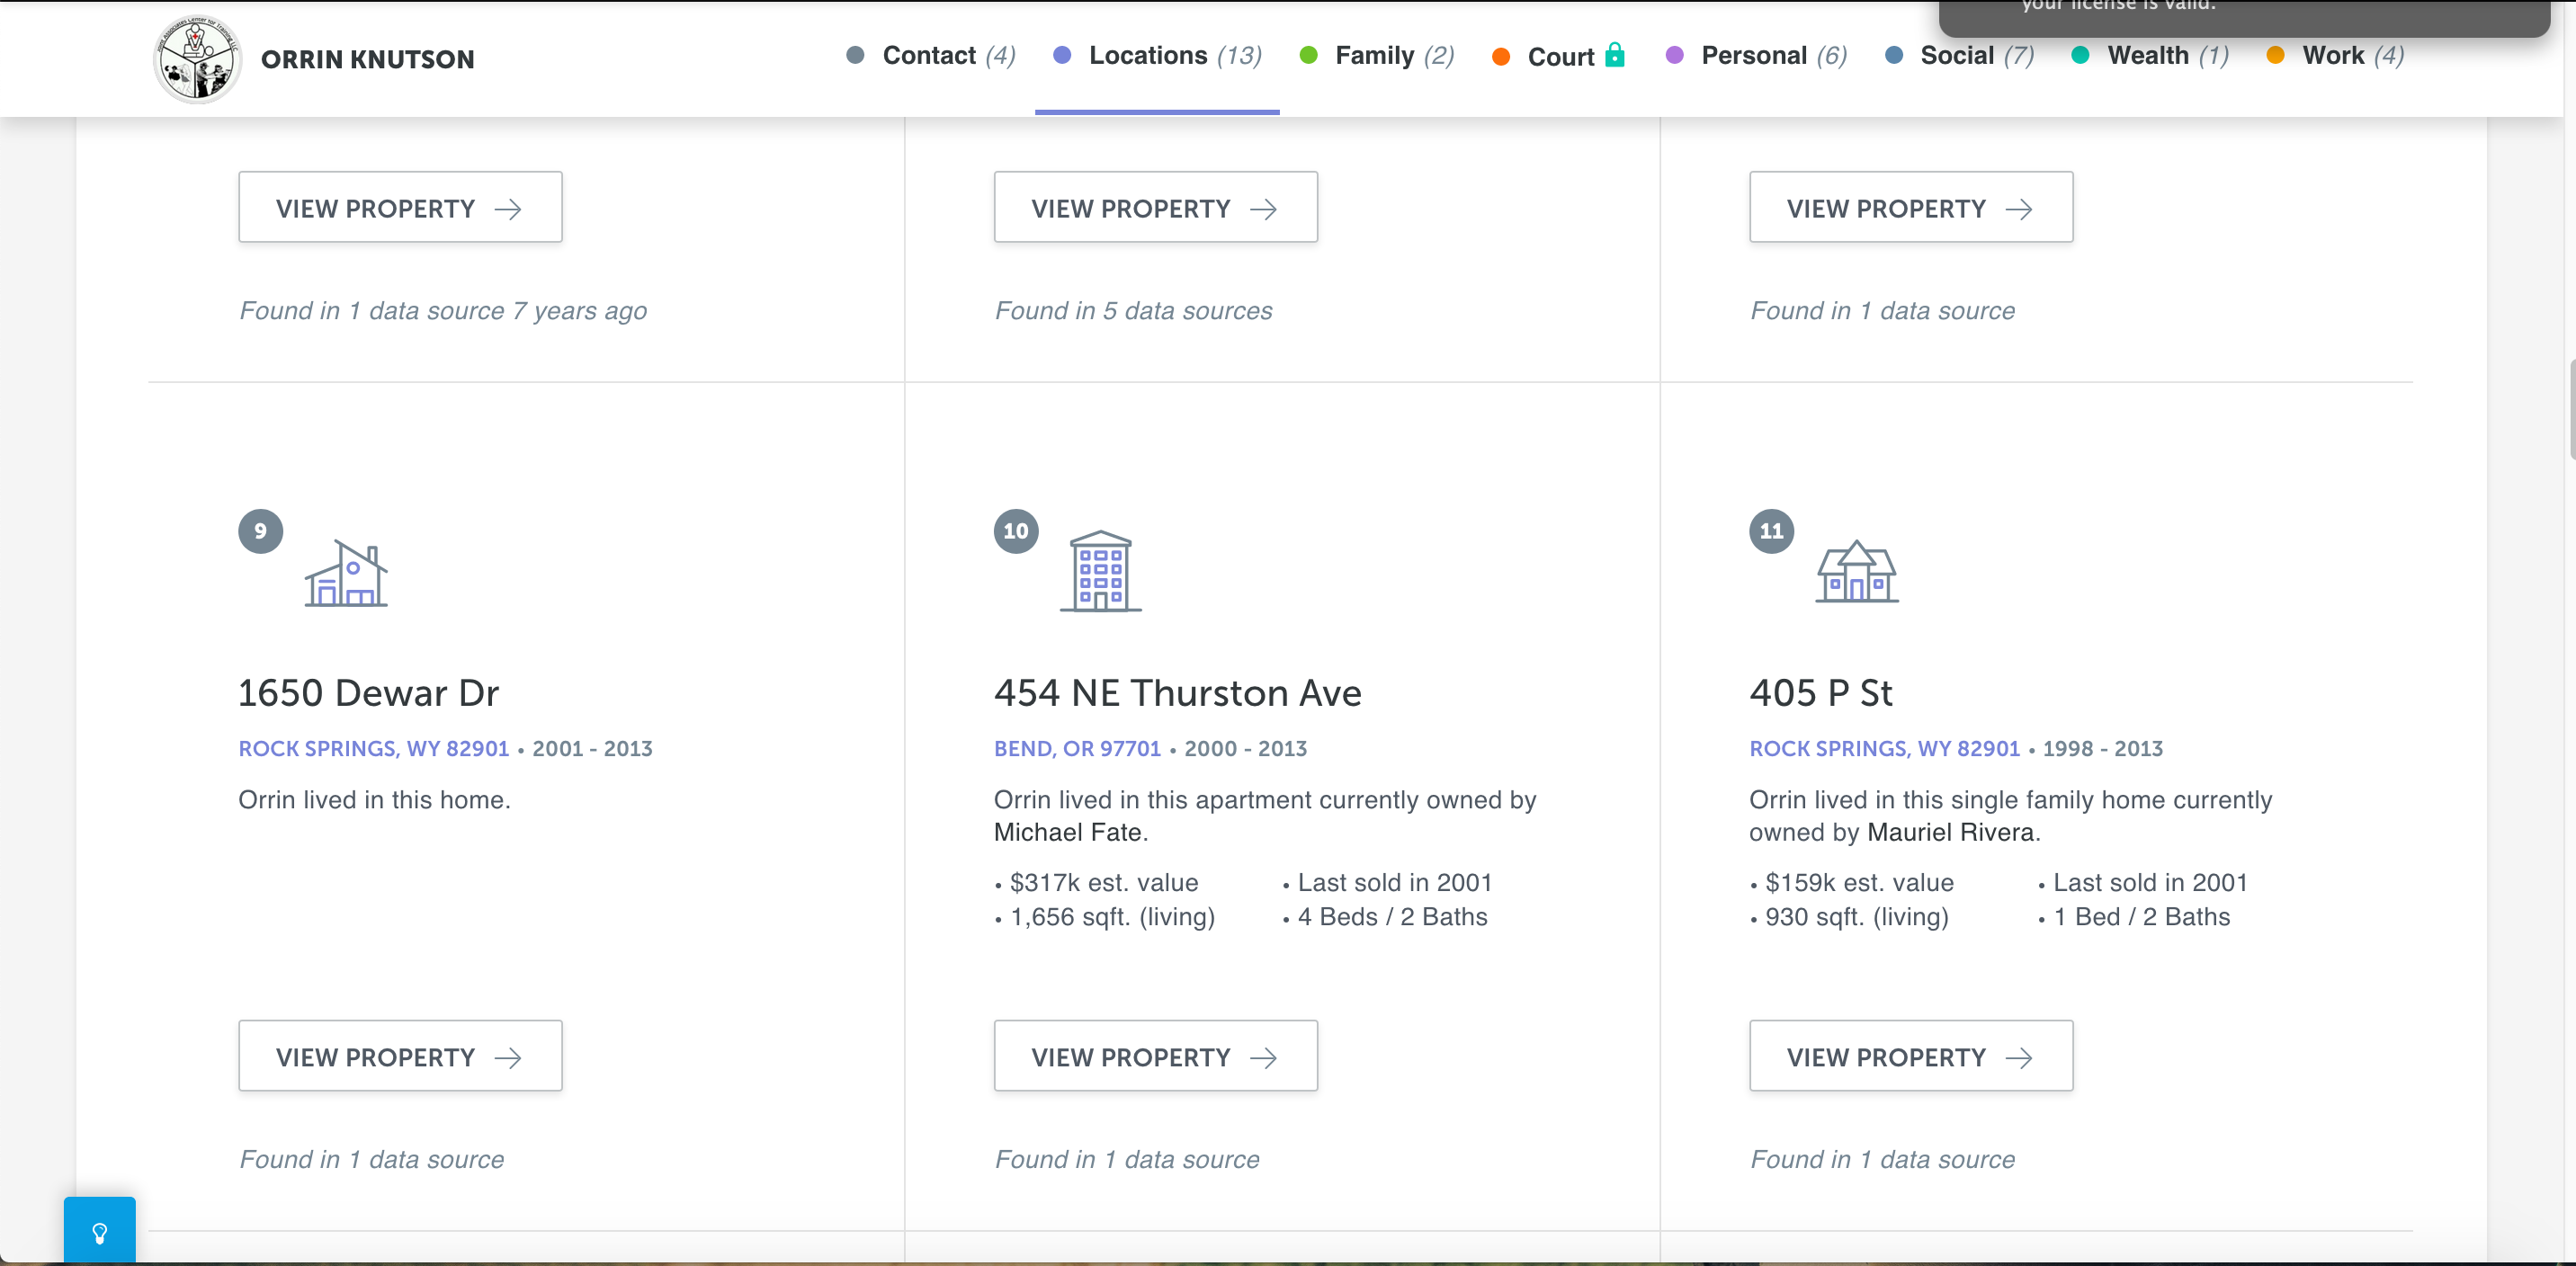 your license is valid.
ORRIN KNUTSON
Contact (4)
Locations (13)
Family (2)
Court
Personal (6)
Social (7)
Wealth (1)
Work (4)
VIEW PROPERTY →
VIEW PROPERTY →
VIEW PROPERTY →
Found in 1 data source 7 years ago
Found in 5 data sources
Found in 1 data source
9
1650 Dewar Dr
ROCK SPRINGS, WY 82901 • 2001 - 2013
Orrin lived in this home.
VIEW PROPERTY →
Found in 1 data source
10
454 NE Thurston Ave
BEND, OR 97701 • 2000 - 2013
Orrin lived in this apartment currently owned by
Michael Fate.
• $317k est. value
• Last sold in 2001
• 1,656 sqft. (living)
• 4 Beds / 2 Baths
VIEW PROPERTY →
Found in 1 data source
11
405 P St
ROCK SPRINGS, WY 82901 • 1998 - 2013
Orrin lived in this single family home currently
owned by Mauriel Rivera.
• $159k est. value
• Last sold in 2001
• 930 sqft. (living)
• 1 Bed / 2 Baths
VIEW PROPERTY →
Found in 1 data source